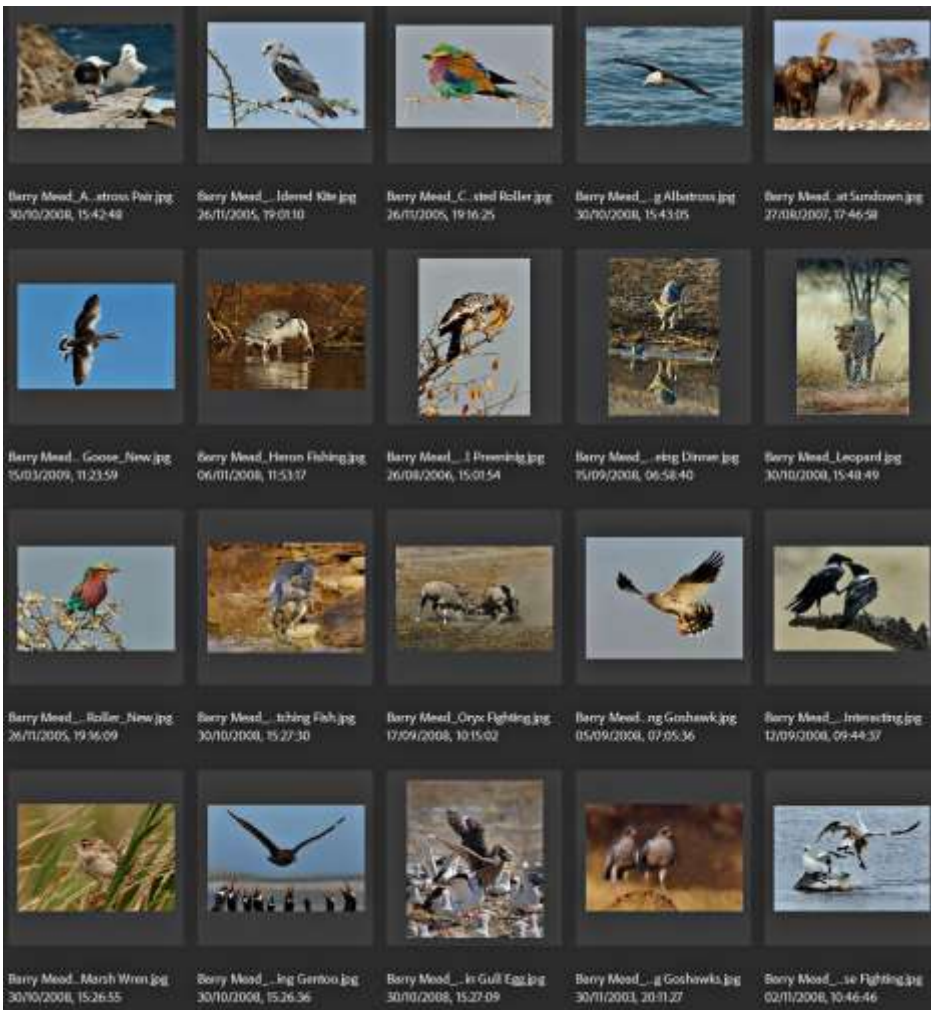 Barry Mead_A...atross Pair.jpg
30/10/2008, 15:42:48
Barry Mead_...ldered Kite.jpg
26/11/2005, 19:01:10
Barry Mead_C...sted Roller.jpg
26/11/2005, 19:16:25
Barry Mead_...g Albatross.jpg
30/10/2008, 15:43:05
Barry Mead...at Sundown.jpg
27/08/2007, 17:46:58
Barry Mead... Goose_New.jpg
15/03/2009, 11:23:59
Barry Mead_Heron Fishing.jpg
06/01/2008, 11:53:17
Barry Mead_...l Preeninig.jpg
26/08/2006, 15:01:54
Barry Mead_...eing Dinner.jpg
15/09/2008, 06:58:40
Barry Mead_Leopard.jpg
30/10/2008, 15:48:49
Barry Mead_...Roller_New.jpg
26/11/2005, 19:16:09
Barry Mead_...tching Fish.jpg
30/10/2008, 15:27:30
Barry Mead_Oryx Fighting.jpg
17/09/2008, 10:15:02
Barry Mead...ng Goshawk.jpg
05/09/2008, 07:05:36
Barry Mead_...Interacting.jpg
12/09/2008, 09:44:37
Barry Mead...Marsh Wren.jpg
30/10/2008, 15:26:55
Barry Mead_...ing Gentoo.jpg
30/10/2008, 15:26:36
Barry Mead_...in Gull Egg.jpg
30/10/2008, 15:27:09
Barry Mead_...g Goshawks.jpg
30/11/2003, 20:11:27
Barry Mead_...se Fighting.jpg
02/11/2008, 10:46:46